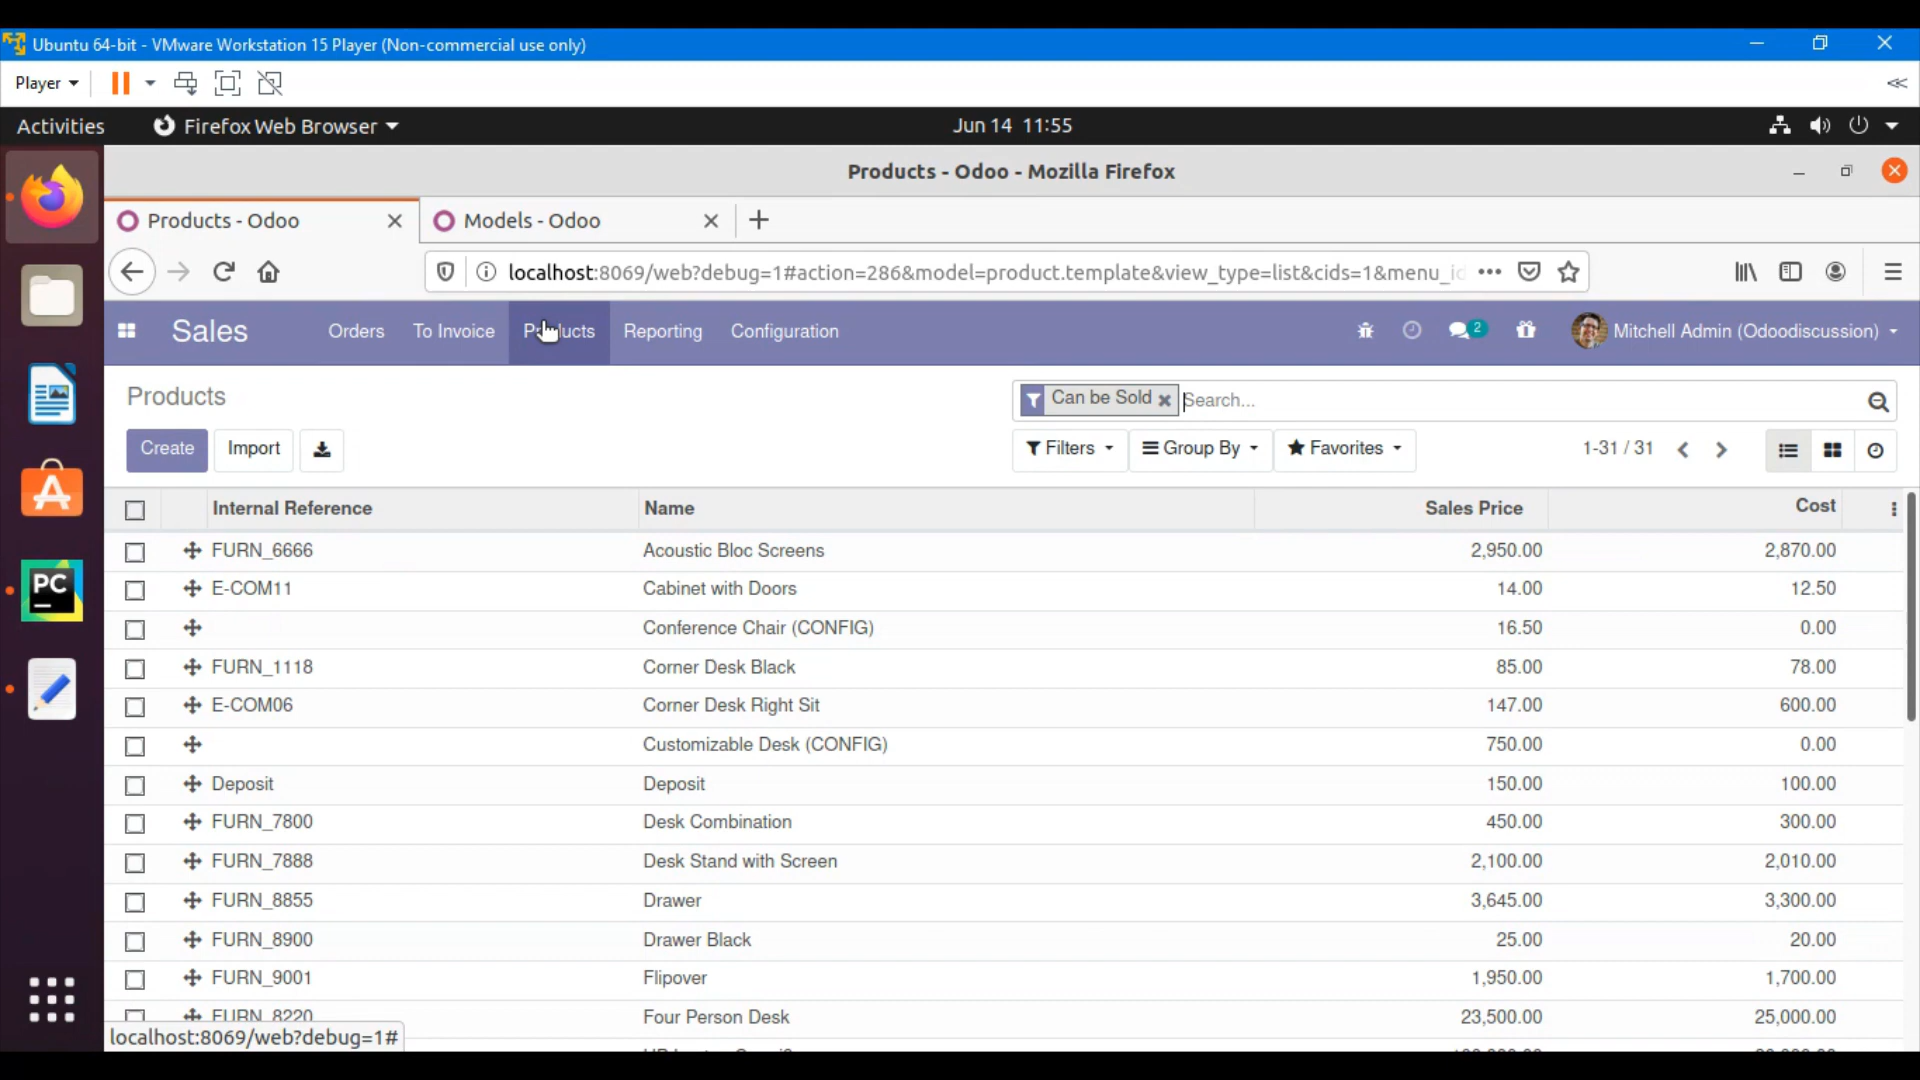 Ubuntu 64-bit - VMware Workstation 15 Player (Non-commercial use only)
Player
Activities Firefox Web Browser Jun 14 11:55
Products - Odoo - Mozilla Firefox
Products - Odoo Models - Odoo
localhost:8069/web?debug=1#action=286&model=product.template&view_type=list&cids=1&menu_id
Sales Orders To Invoice Products Reporting Configuration 2 Mitchell Admin (Odoodiscussion)
Products Can be Sold Search...
Create Import Filters Group By Favorites 1-31 / 31
Internal Reference Name Sales Price Cost
FURN_6666 Acoustic Bloc Screens 2,950.00 2,870.00
E-COM11 Cabinet with Doors 14.00 12.50
Conference Chair (CONFIG) 16.50 0.00
FURN_1118 Corner Desk Black 85.00 78.00
E-COM06 Corner Desk Right Sit 147.00 600.00
Customizable Desk (CONFIG) 750.00 0.00
Deposit Deposit 150.00 100.00
FURN_7800 Desk Combination 450.00 300.00
FURN_7888 Desk Stand with Screen 2,100.00 2,010.00
FURN_8855 Drawer 3,645.00 3,300.00
FURN_8900 Drawer Black 25.00 20.00
FURN_9001 Flipover 1,950.00 1,700.00
FURN_8220 Four Person Desk 23,500.00 25,000.00
localhost:8069/web?debug=1#
PC